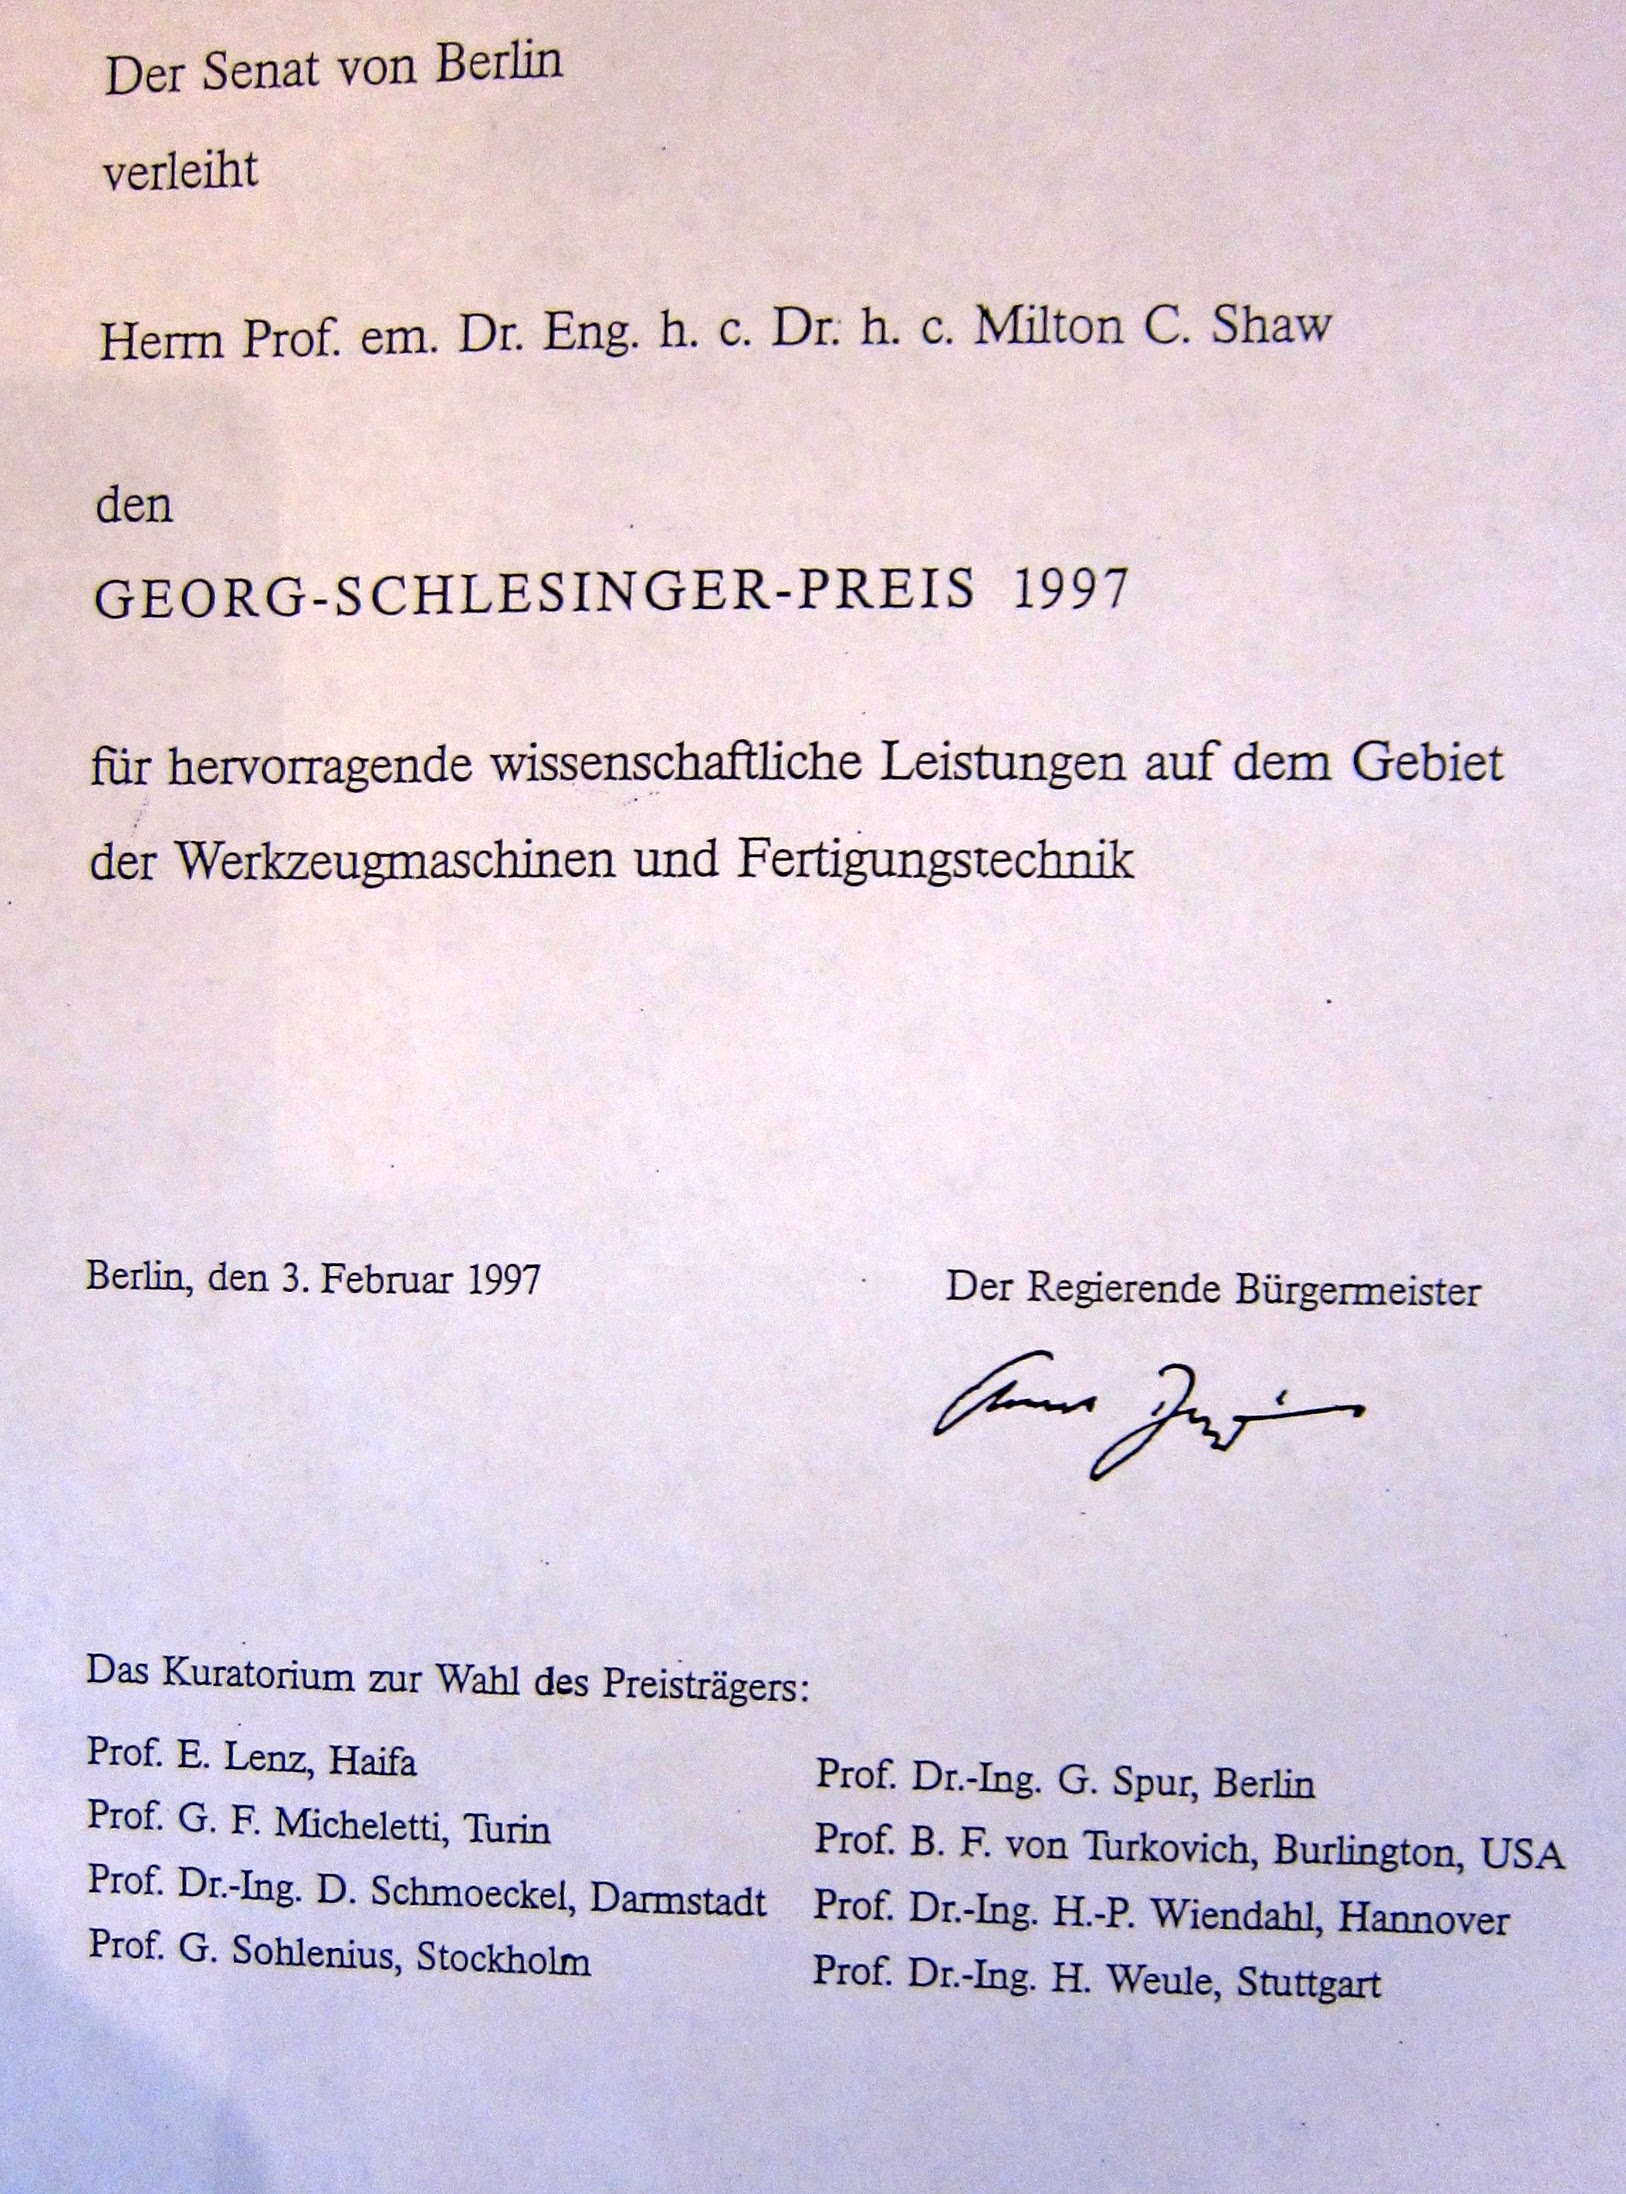 Der Senat von Berlin
verleiht
Herrn Prof. em. Dr. Eng. h. c. Dr. h. c. Milton C. Shaw
den
GEORG-SCHLESINGER-PREIS 1997
für hervorragende wissenschaftliche Leistungen auf dem Gebiet
der Werkzeugmaschinen und Fertigungstechnik
Berlin, den 3. Februar 1997
Der Regierende Bürgermeister
Das Kuratorium zur Wahl des Preisträgers:
Prof. E. Lenz, Haifa
Prof. G. F. Micheletti, Turin
Prof. Dr.-Ing. D. Schmoeckel, Darmstadt
Prof. G. Sohlenius, Stockholm
Prof. Dr.-Ing. G. Spur, Berlin
Prof. B. F. von Turkovich, Burlington, USA
Prof. Dr.-Ing. H.-P. Wiendahl, Hannover
Prof. Dr.-Ing. H. Weule, Stuttgart